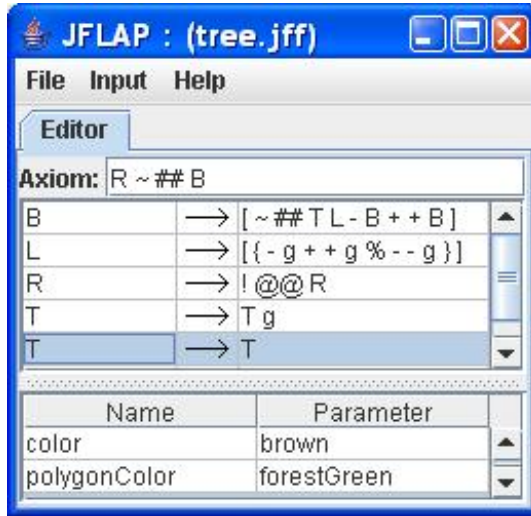 JFLAP : (tree.jff)
File Input Help
Editor
Axiom: R ~ ## B
B → [ ~ ## T L - B + + B ]
L → [{ - g + + g % - - g }]
R → ! @@ R
T → T g
T → T
Name Parameter
color brown
polygonColor forestGreen